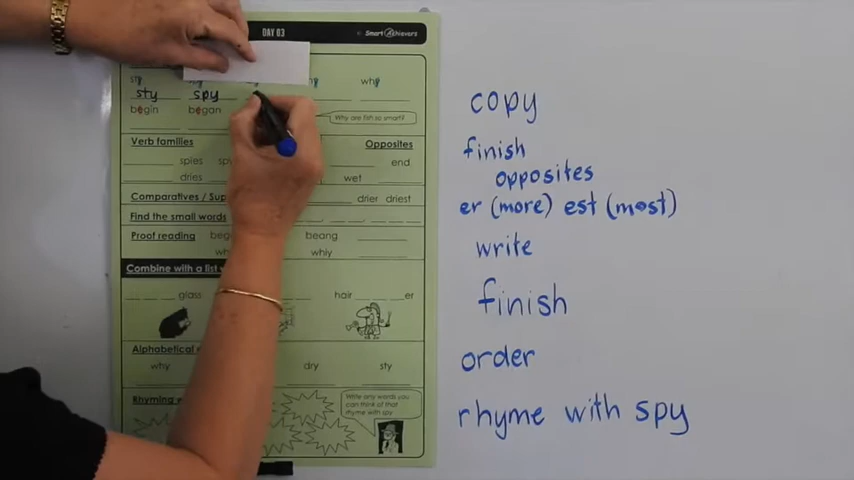 DAY 03
Smart Achievers
sty
why
sty spy
begin began
Why are fish so smart?
Verb families
Opposites
spies
end
dries
wet
Comparatives / Sup
drier driest
Find the small words
Proof reading
beang
whiy
Combine with a list
glass
hair ___er
Alphabetical
why
dry
sty
Rhyming
Write any words you
can think of that
rhyme with spy
copy
finish
opposites
er (more) est (most)
write
finish
order
rhyme with spy